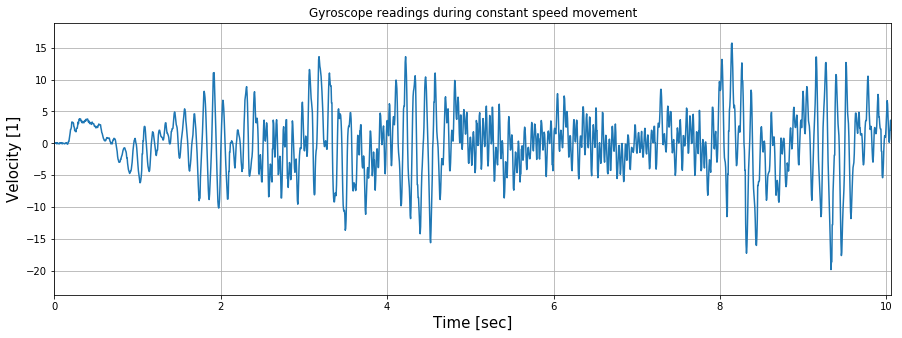 Gyroscope readings during constant speed movement
Velocity [1]
15
10
5
0
−5
−10
−15
−20
0 2 4 6 8 10
Time [sec]